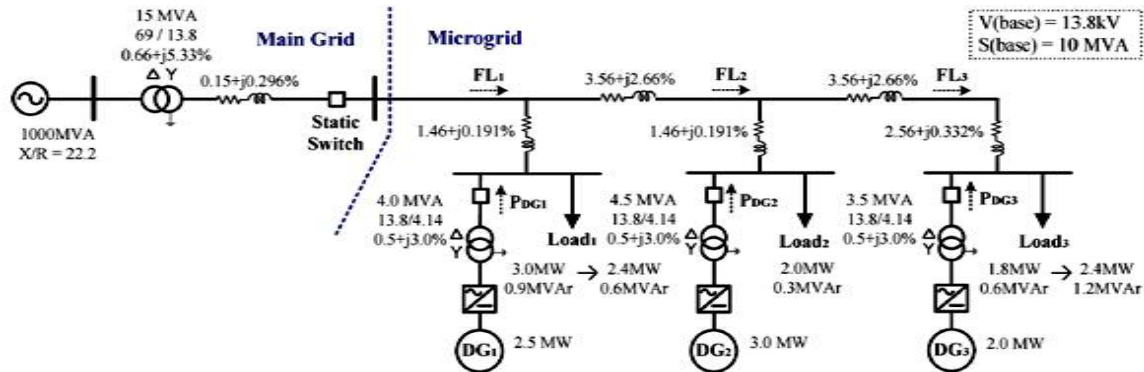 15 MVA
69 / 13.8
0.66+j5.33%
Δ Y
Main Grid
Microgrid
V(base) = 13.8kV
S(base) = 10 MVA
0.15+j0.296%
FL1
3.56+j2.66%
FL2
3.56+j2.66%
FL3
1000MVA
X/R = 22.2
Static
Switch
1.46+j0.191%
1.46+j0.191%
2.56+j0.332%
4.0 MVA
13.8/4.14
0.5+j3.0%
Δ
Y
PDG1
Load1
3.0MW → 2.4MW
0.9MVAr 0.6MVAr
DG1
2.5 MW
4.5 MVA
13.8/4.14
0.5+j3.0%
Δ
Y
PDG2
Load2
2.0MW
0.3MVAr
DG2
3.0 MW
3.5 MVA
13.8/4.14
0.5+j3.0%
Δ
Y
PDG3
Load3
1.8MW → 2.4MW
0.6MVAr 1.2MVAr
DG3
2.0 MW